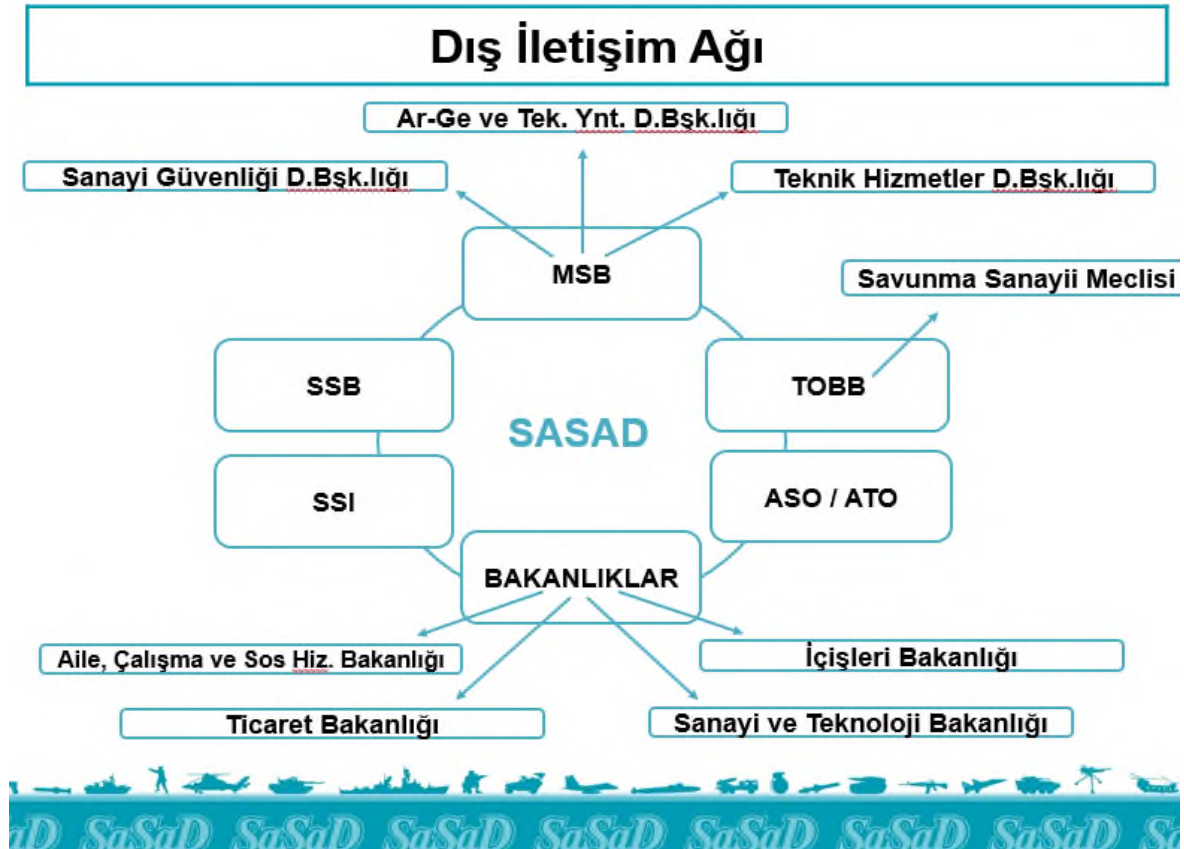 Dış İletişim Ağı
Ar-Ge ve Tek. Ynt. D.Bşk.lığı
Sanayi Güvenliği D.Bşk.lığı
Teknik Hizmetler D.Bşk.lığı
MSB
Savunma Sanayii Meclisi
SSB
TOBB
SASAD
SSI
ASO / ATO
BAKANLIKLAR
Aile, Çalışma ve Sos Hiz. Bakanlığı
İçişleri Bakanlığı
Ticaret Bakanlığı
Sanayi ve Teknoloji Bakanlığı
aD SaSaD SaSaD SaSaD SaSaD SaSaD SaSaD SaSaD Sa